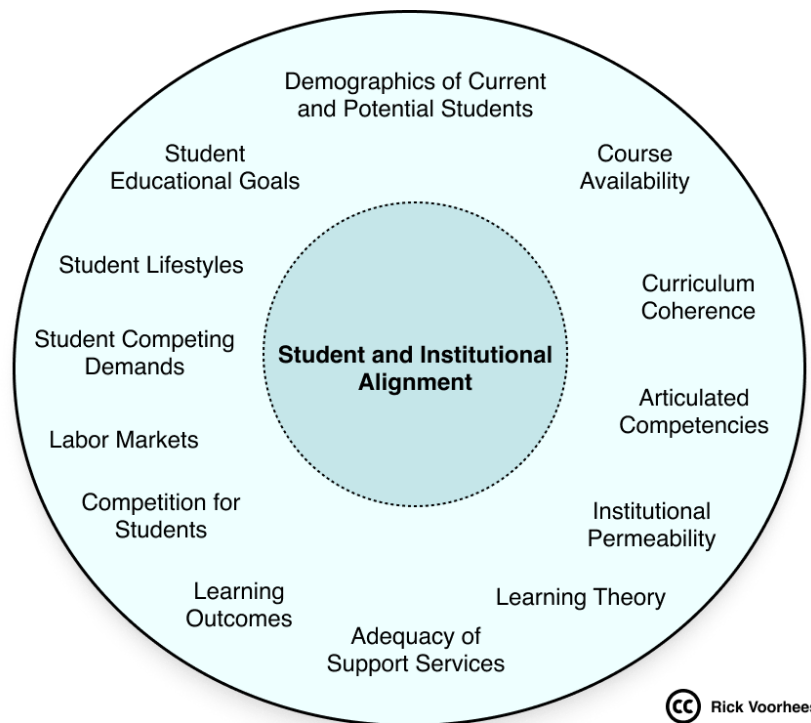 Demographics of Current
and Potential Students
Student
Educational Goals
Course
Availability
Student Lifestyles
Curriculum
Coherence
Student Competing
Demands
Student and Institutional
Alignment
Articulated
Competencies
Labor Markets
Competition for
Students
Institutional
Permeability
Learning
Outcomes
Learning Theory
Adequacy of
Support Services
cc Rick Voorhee